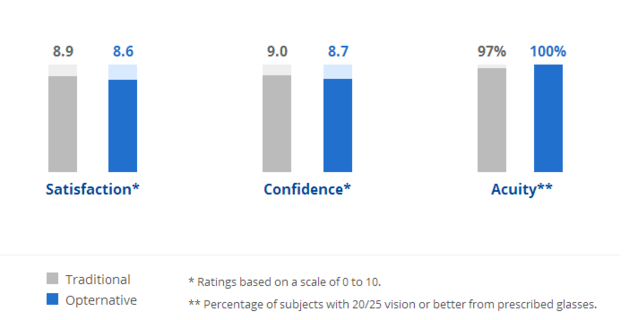 8.9 8.6 9.0 8.7 97% 100%
Satisfaction* Confidence* Acuity**
Traditional
* Ratings based on a scale of 0 to 10.
Opternative
** Percentage of subjects with 20/25 vision or better from prescribed glasses.